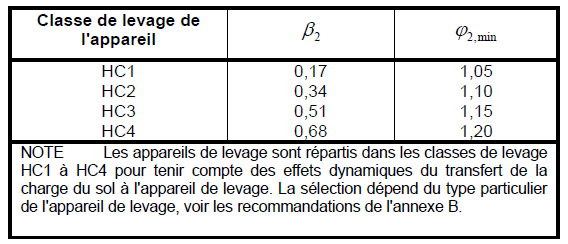 Classe de levage de l'appareil β2 φ2,min
HC1 0,17 1,05
HC2 0,34 1,10
HC3 0,51 1,15
HC4 0,68 1,20
NOTE Les appareils de levage sont répartis dans les classes de levage
HC1 à HC4 pour tenir compte des effets dynamiques du transfert de la
charge du sol à l'appareil de levage. La sélection dépend du type particulier
de l'appareil de levage, voir les recommandations de l'annexe B.